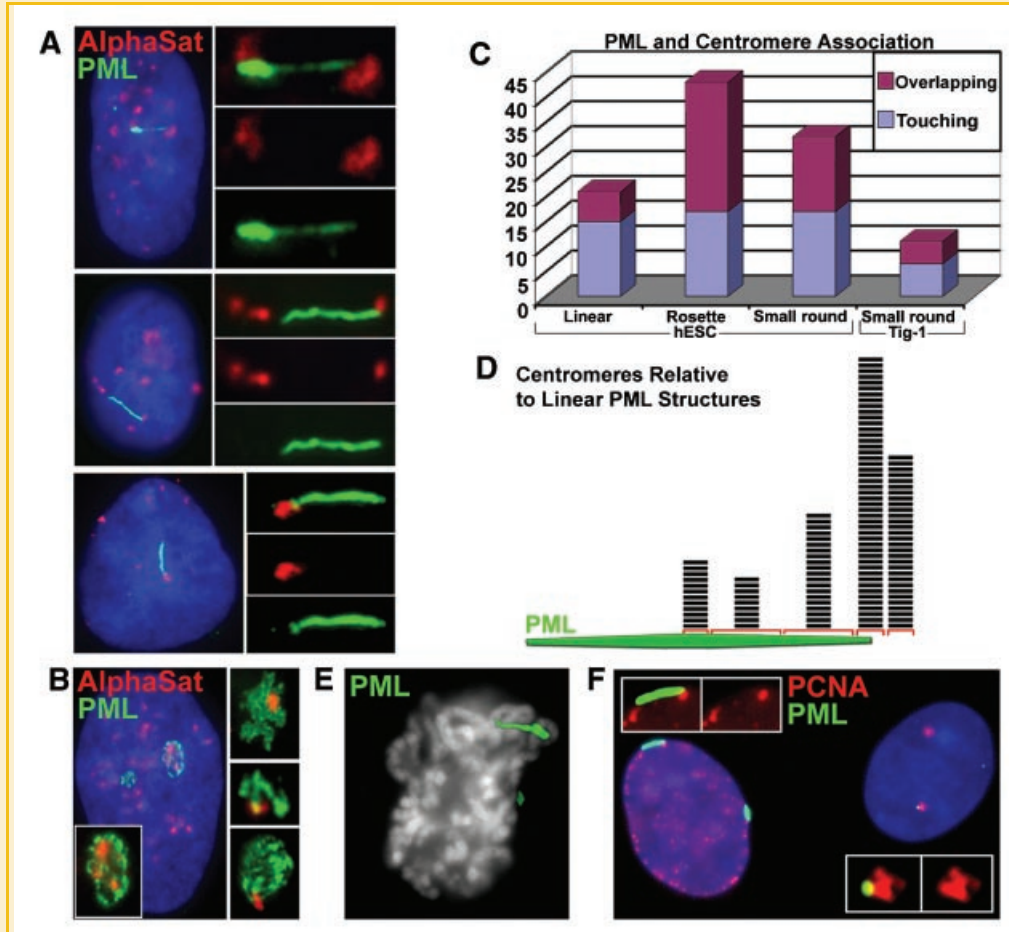 A
AlphaSat
PML
C
PML and Centromere Association
Overlapping
Touching
45
40
35
30
25
20
15
10
5
0
Linear
Rosette
Small round
Small round
hESC
Tig-1
D
Centromeres Relative
to Linear PML Structures
PML
B
AlphaSat
PML
E
PML
F
PCNA
PML